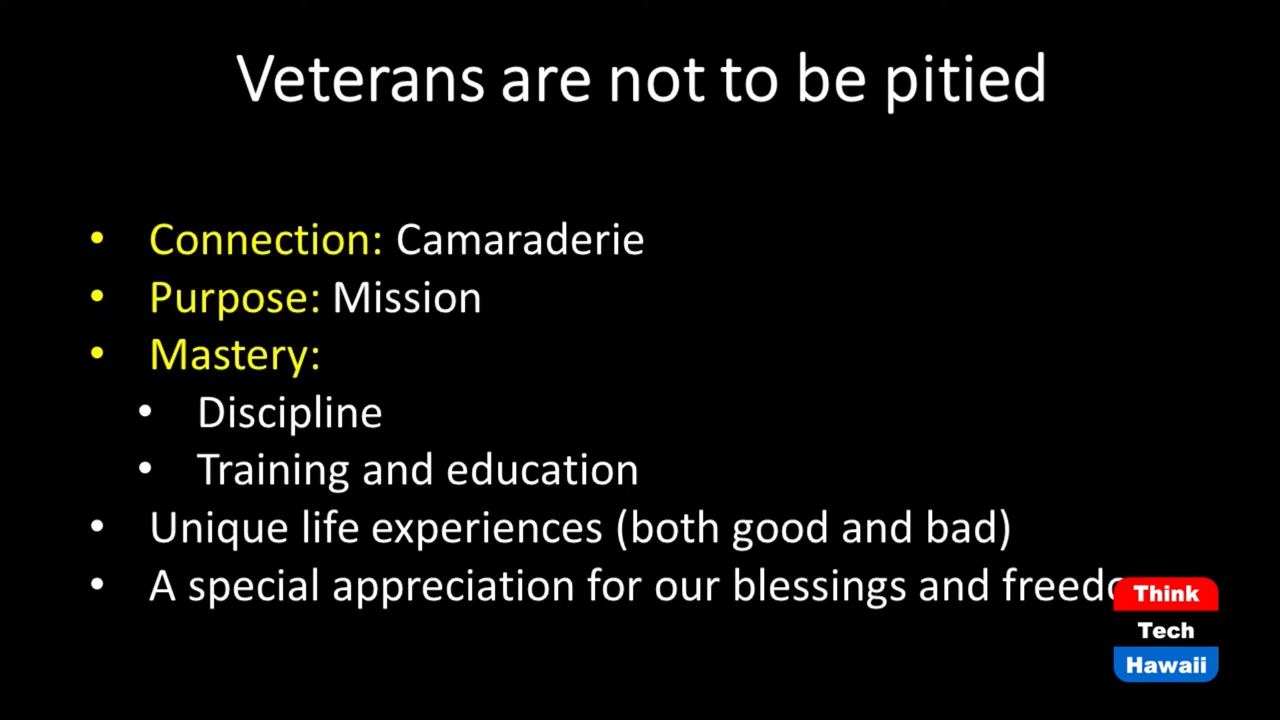 Veterans are not to be pitied
• Connection: Camaraderie
• Purpose: Mission
• Mastery:
• Discipline
• Training and education
• Unique life experiences (both good and bad)
• A special appreciation for our blessings and
Think
Tech
Hawaii